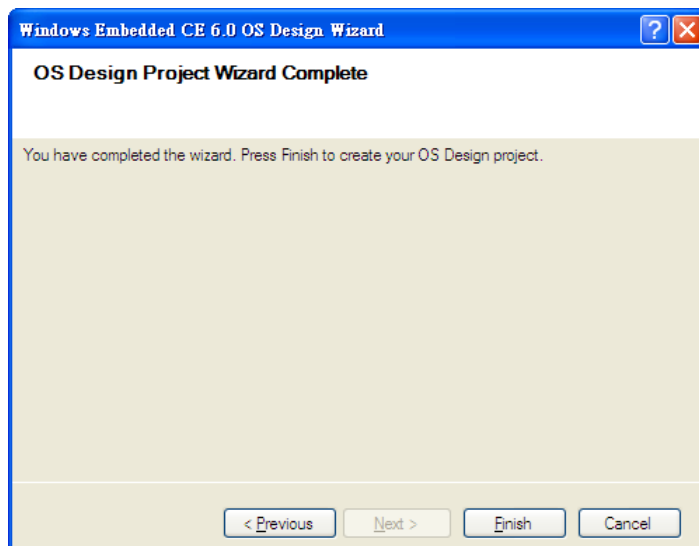 Windows Embedded CE 6.0 OS Design Wizard
OS Design Project Wizard Complete
You have completed the wizard. Press Finish to create your OS Design project.
< Previous Next > Finish Cancel